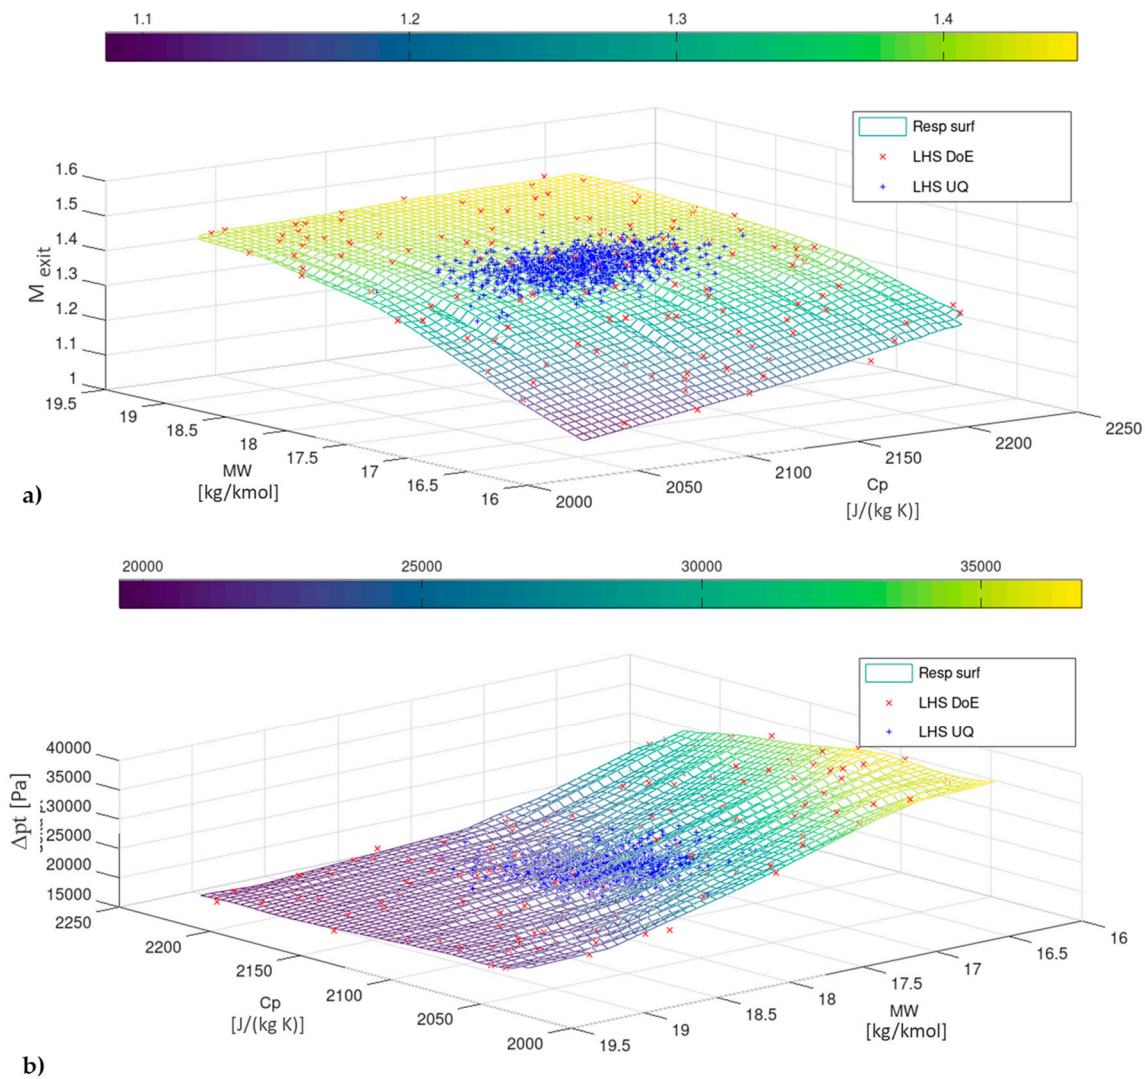 1.1 1.2 1.3 1.4
Resp surf
LHS DoE
LHS UQ
1.6
1.5
1.4
1.3
1.2
1.1
1
M exit
19.5
19
18.5
18
17.5
17
16.5
16
MW
[kg/kmol]
2000
2050
2100
2150
2200
2250
Cp
[J/(kg K)]
a)
20000 25000 30000 35000
Resp surf
LHS DoE
LHS UQ
40000
35000
30000
25000
20000
15000
Δpt [Pa]
2250
2200
2150
2100
2050
2000
Cp
[J/(kg K)]
19.5
19
18.5
18
17.5
17
16.5
16
MW
[kg/kmol]
b)